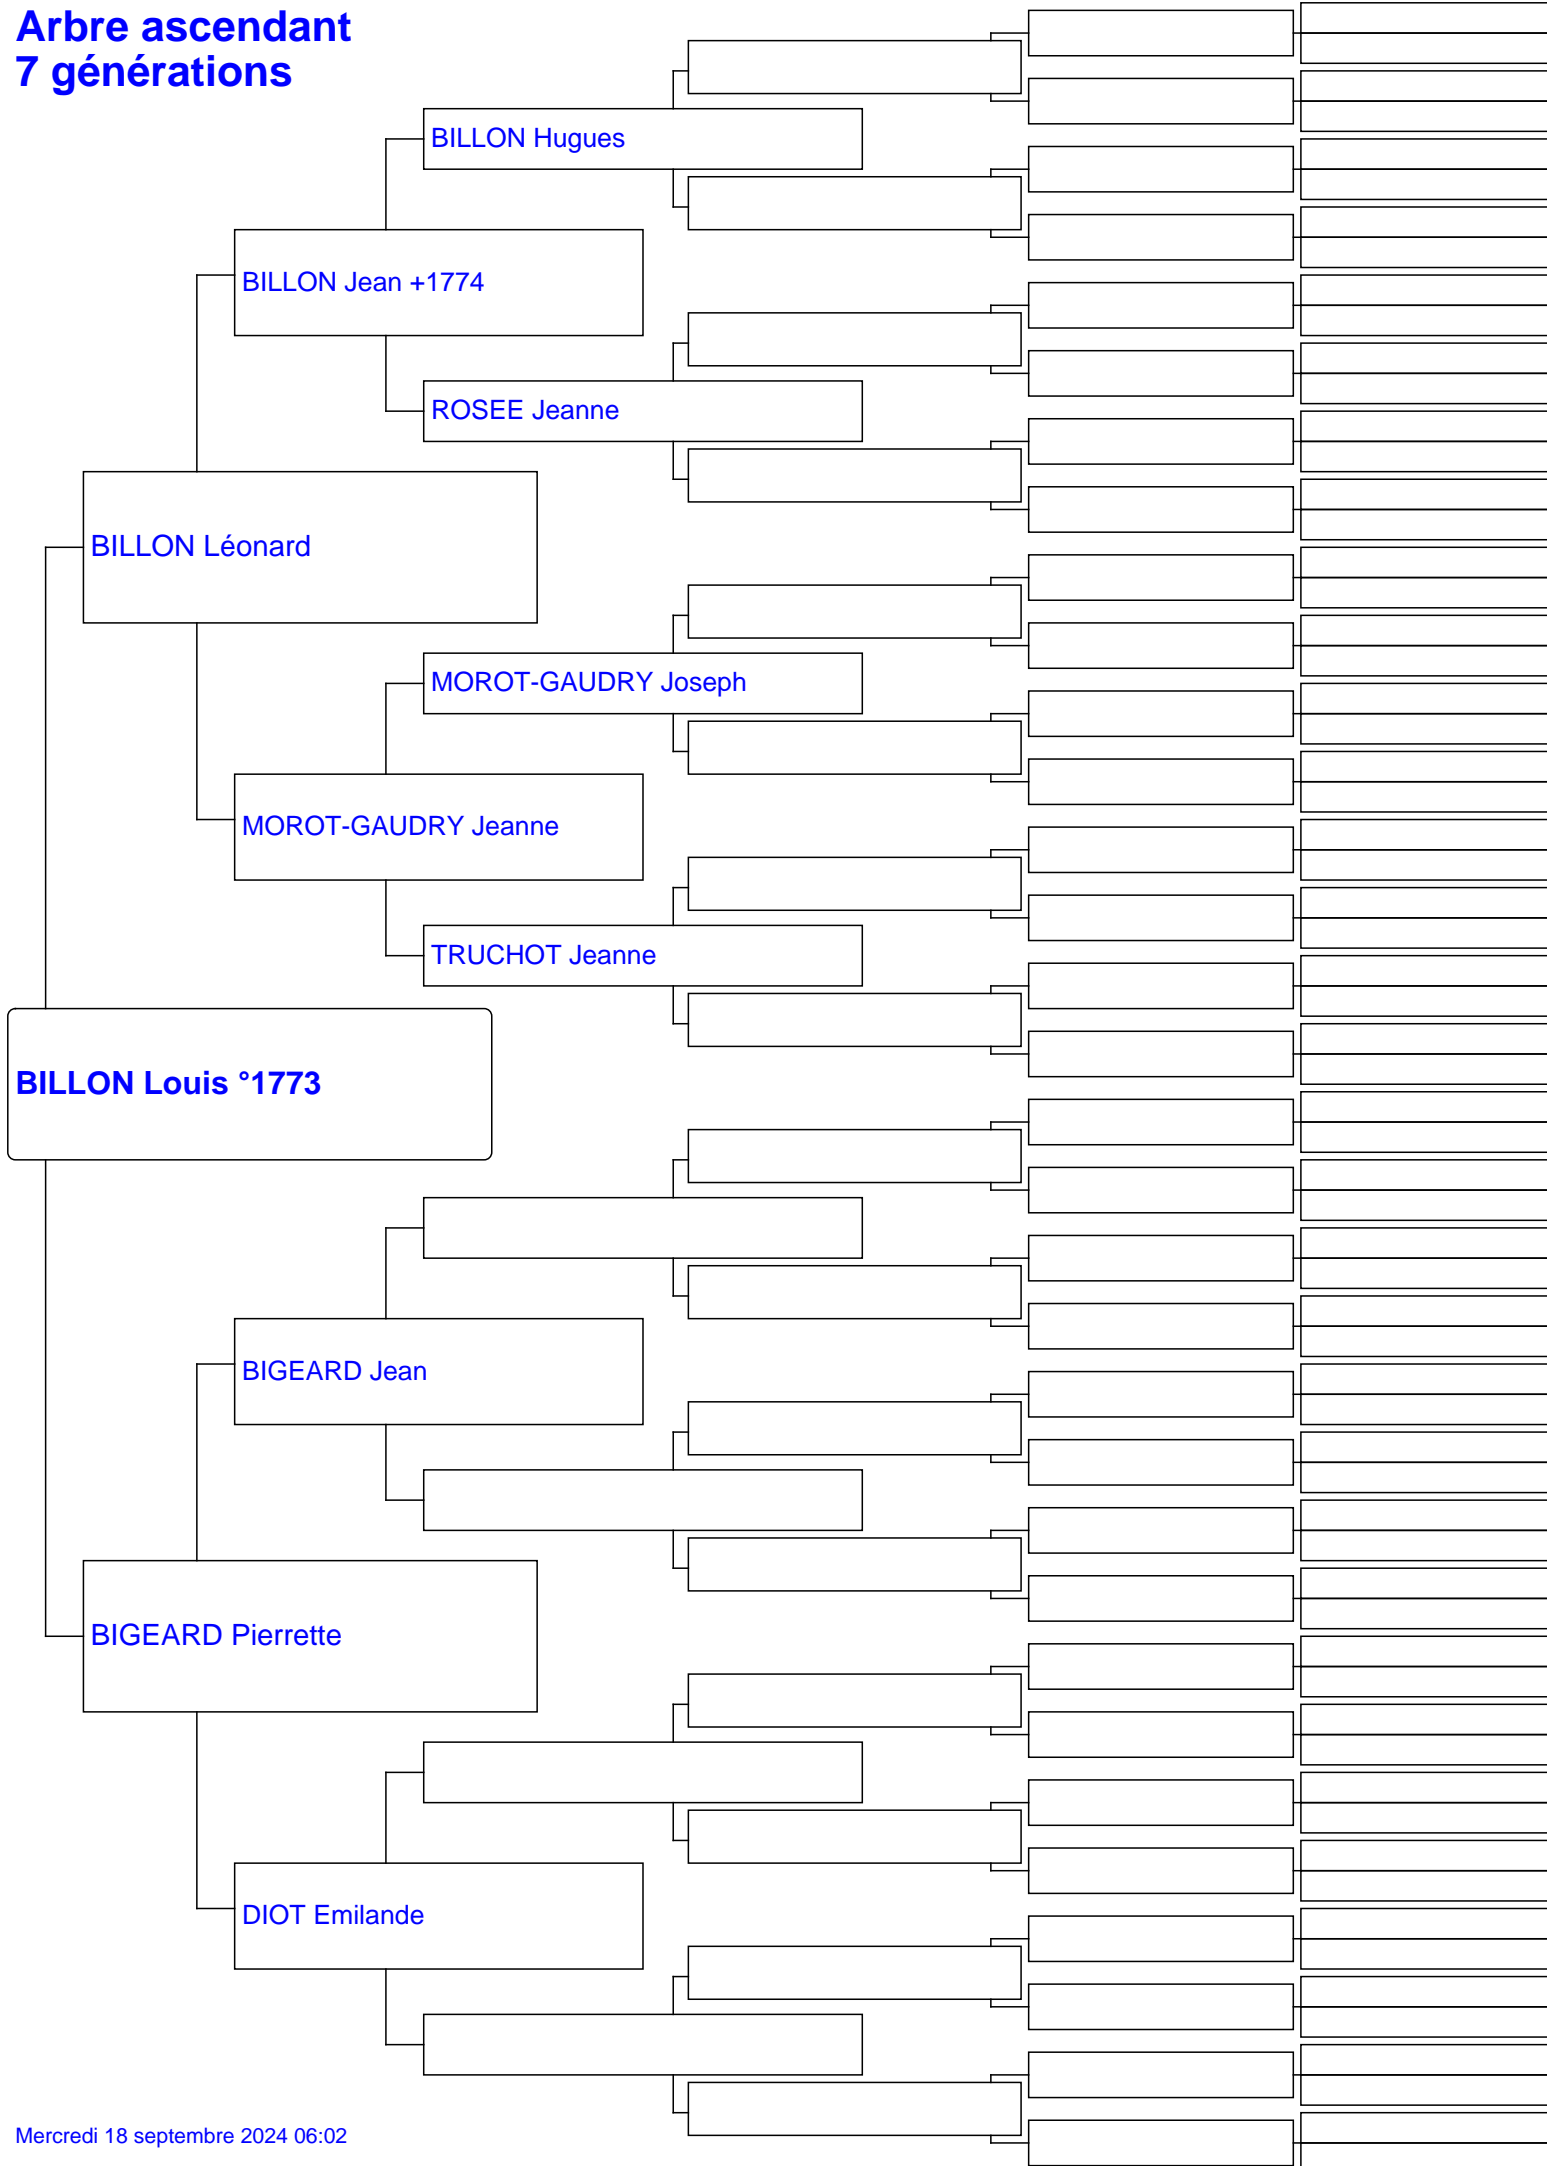 Arbre ascendant
7 générations
BILLON Hugues
BILLON Jean +1774
ROSEE Jeanne
BILLON Léonard
MOROT-GAUDRY Joseph
MOROT-GAUDRY Jeanne
TRUCHOT Jeanne
BILLON Louis °1773
BIGEARD Jean
BIGEARD Pierrette
DIOT Emilande
Mercredi 18 septembre 2024 06:02